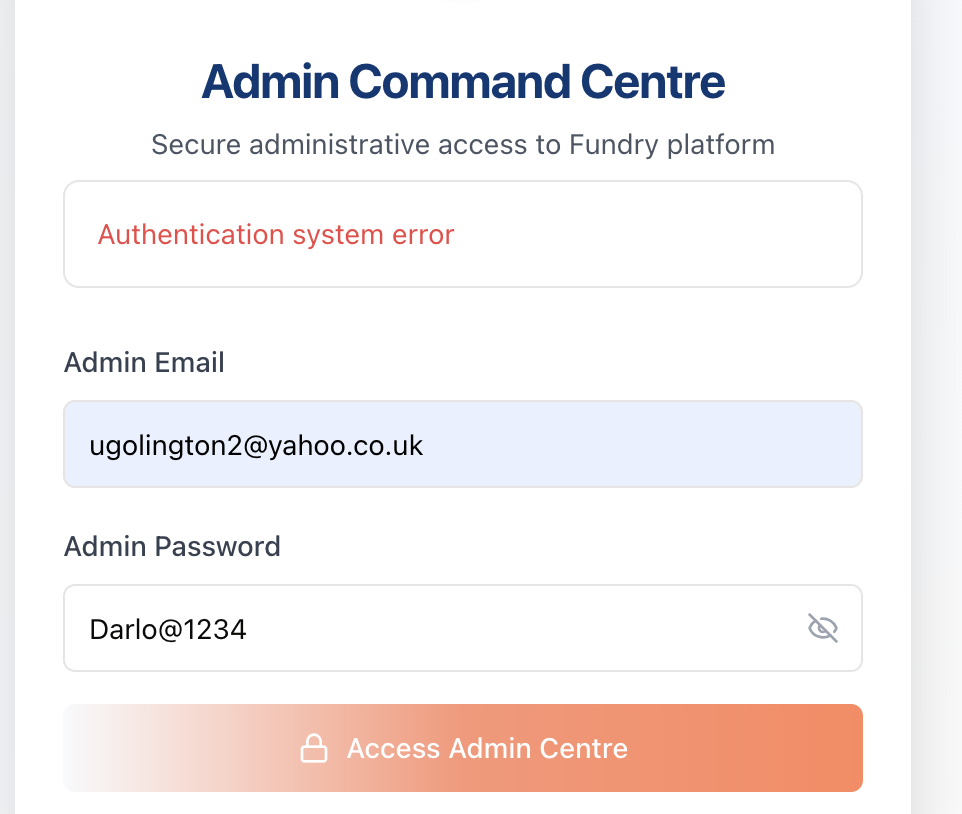 Admin Command Centre
Secure administrative access to Fundry platform
Authentication system error
Admin Email
ugolington2@yahoo.co.uk
Admin Password
Darlo@1234
Access Admin Centre